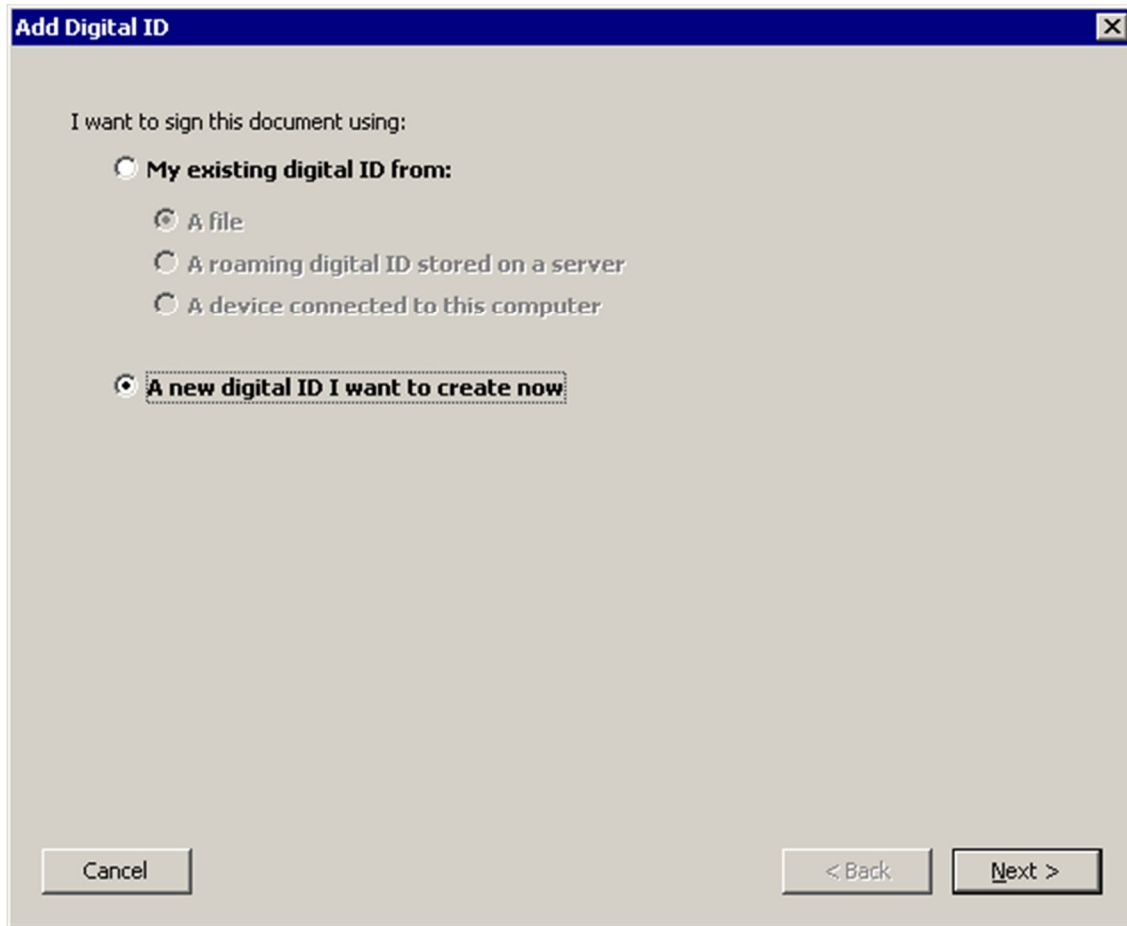 Add Digital ID
I want to sign this document using:
My existing digital ID from:
A file
A roaming digital ID stored on a server
A device connected to this computer
A new digital ID I want to create now
Cancel
< Back
Next >